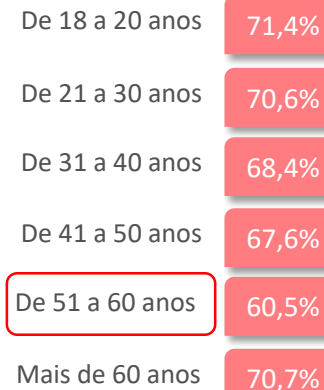 De 18 a 20 anos 71,4%
De 21 a 30 anos 70,6%
De 31 a 40 anos 68,4%
De 41 a 50 anos 67,6%
De 51 a 60 anos 60,5%
Mais de 60 anos 70,7%